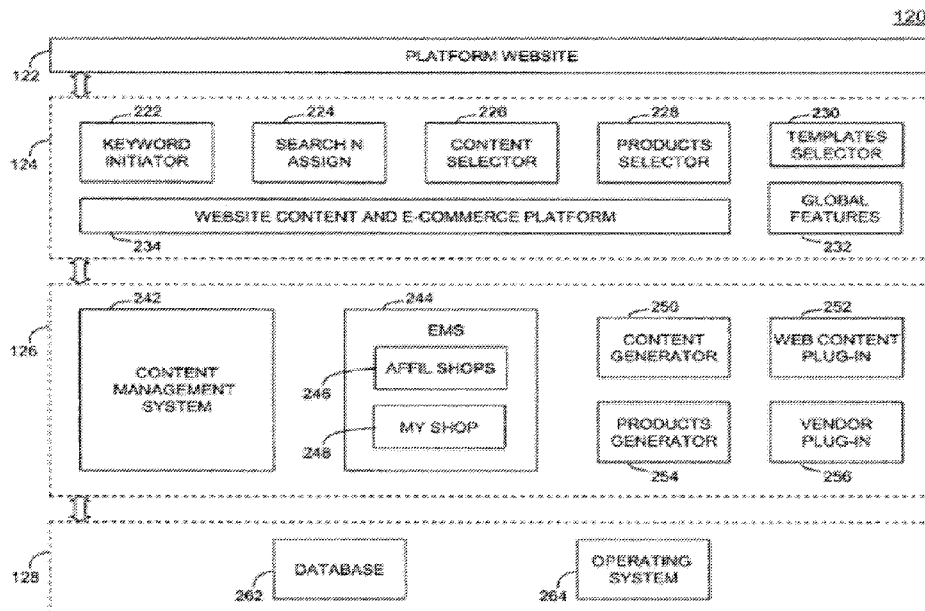 120
PLATFORM WEBSITE
122
222
224
226
228
230
KEYWORD
INITIATOR
SEARCH N
ASSIGN
CONTENT
SELECTOR
PRODUCTS
SELECTOR
TEMPLATES
SELECTOR
124
WEBSITE CONTENT AND E-COMMERCE PLATFORM
GLOBAL
FEATURES
234
232
242
244
250
252
EMS
CONTENT
GENERATOR
WEB CONTENT
PLUG-IN
126
CONTENT
MANAGEMENT
SYSTEM
AFFIL SHOPS
246
MY SHOP
248
PRODUCTS
GENERATOR
VENDOR
PLUG-IN
254
256
128
DATABASE
OPERATING
SYSTEM
262
264